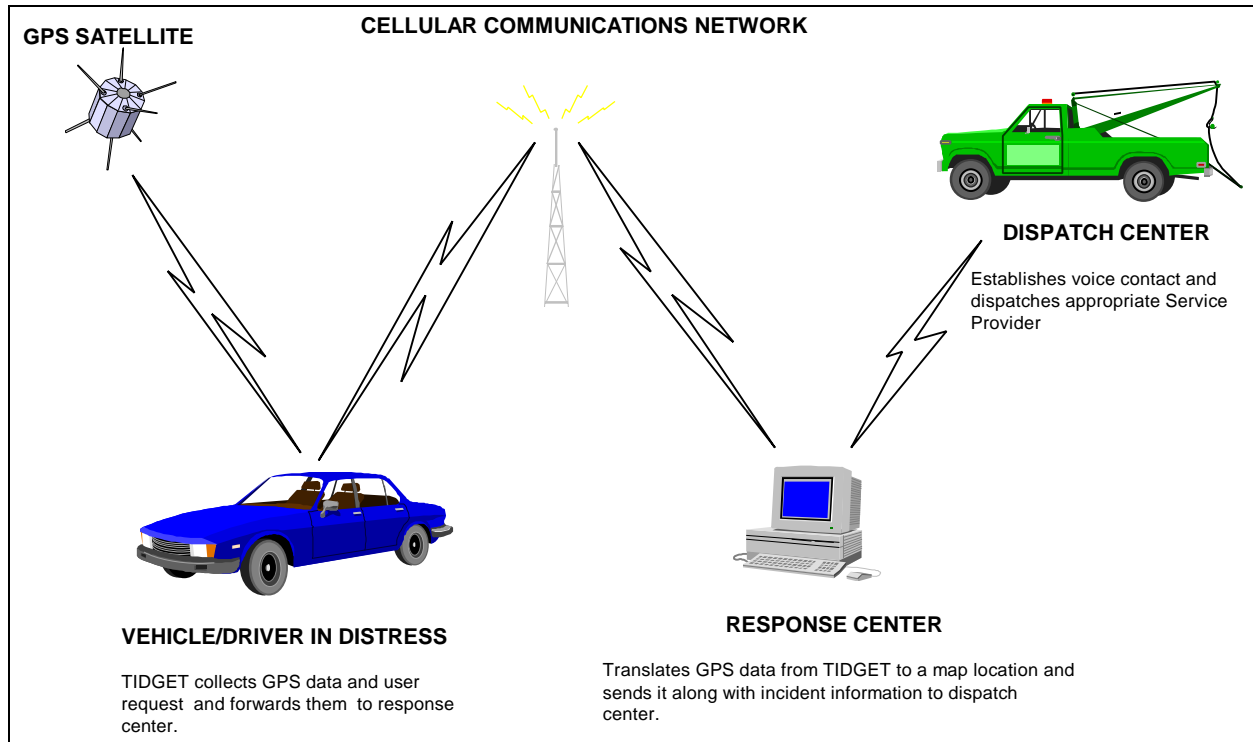 CELLULAR COMMUNICATIONS NETWORK
GPS SATELLITE
DISPATCH CENTER
Establishes voice contact and
dispatches appropriate Service
Provider
VEHICLE/DRIVER IN DISTRESS
TIDGET collects GPS data and user
request and forwards them to response
center.
RESPONSE CENTER
Translates GPS data from TIDGET to a map location and
sends it along with incident information to dispatch
center.